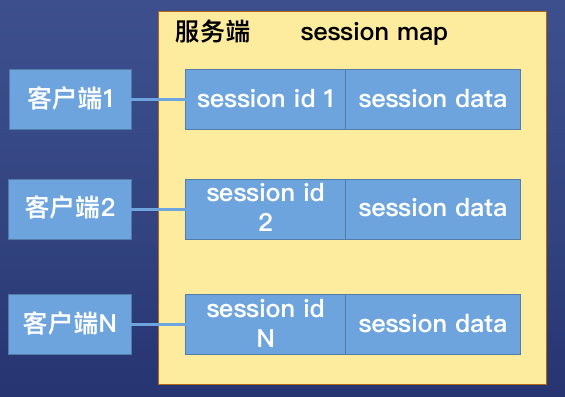 服务端 session map
客户端1 session id 1 session data
客户端2 session id
2 session data
客户端N session id
N session data